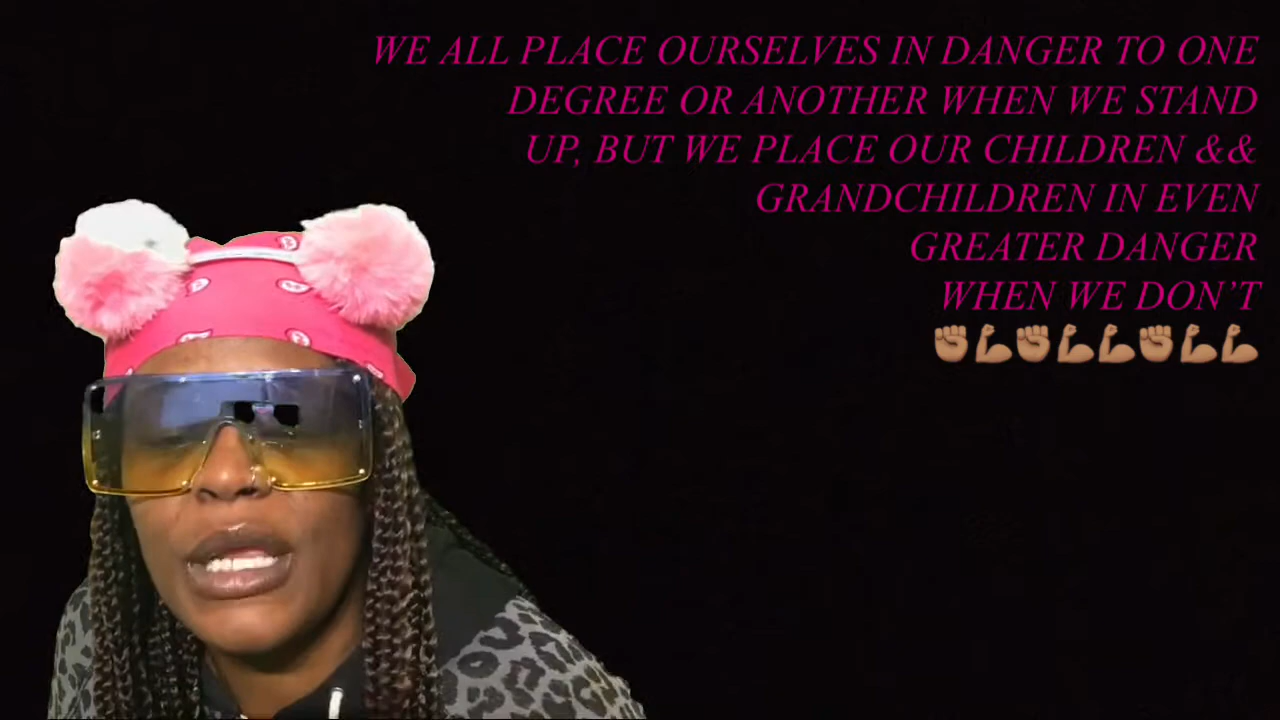 WE ALL PLACE OURSELVES IN DANGER TO ONE
DEGREE OR ANOTHER WHEN WE STAND
UP, BUT WE PLACE OUR CHILDREN &&
GRANDCHILDREN IN EVEN
GREATER DANGER
WHEN WE DON’T
✊🏽💪🏽✊🏽💪🏽💪🏽✊🏽💪🏽💪🏽